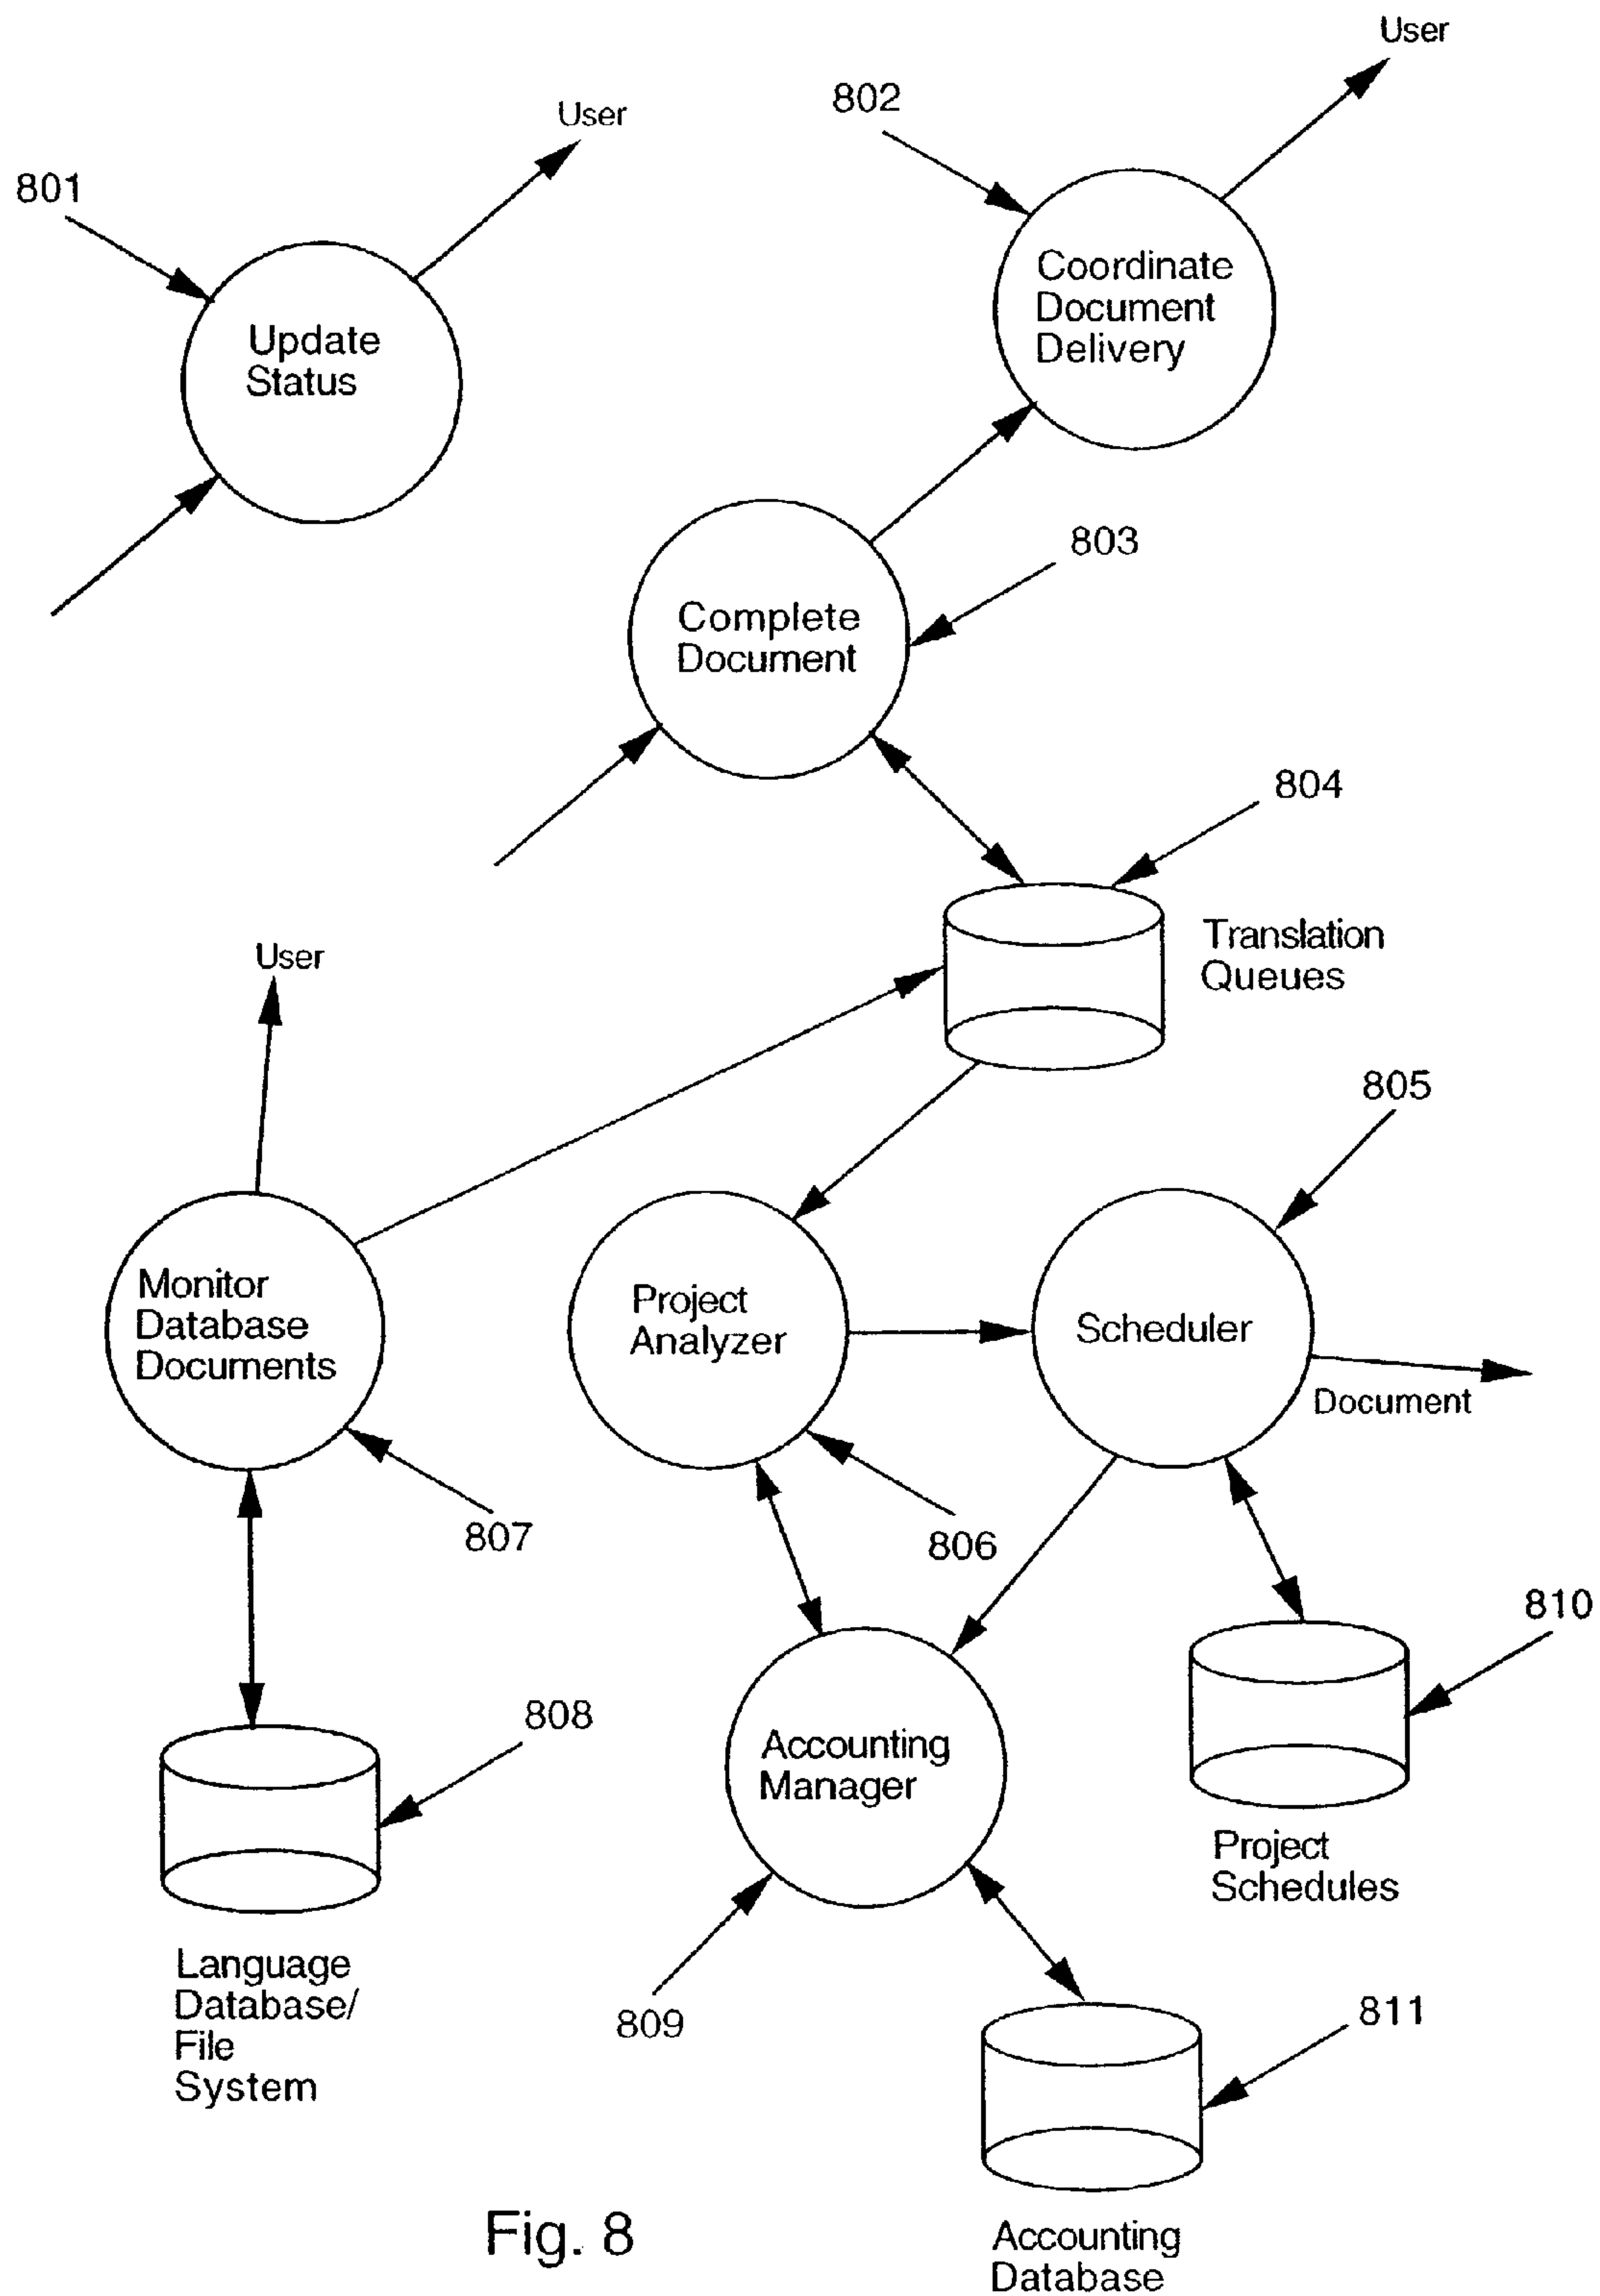 User
802
User
801
Coordinate
Document
Delivery
Update
Status
803
Complete
Document
804
Translation
Queues
User
805
Monitor
Database
Documents
Project
Analyzer
Scheduler
Document
807
806
810
808
Accounting
Manager
Project
Schedules
Language
Database/
File
System
809
811
Fig. 8
Accounting
Database